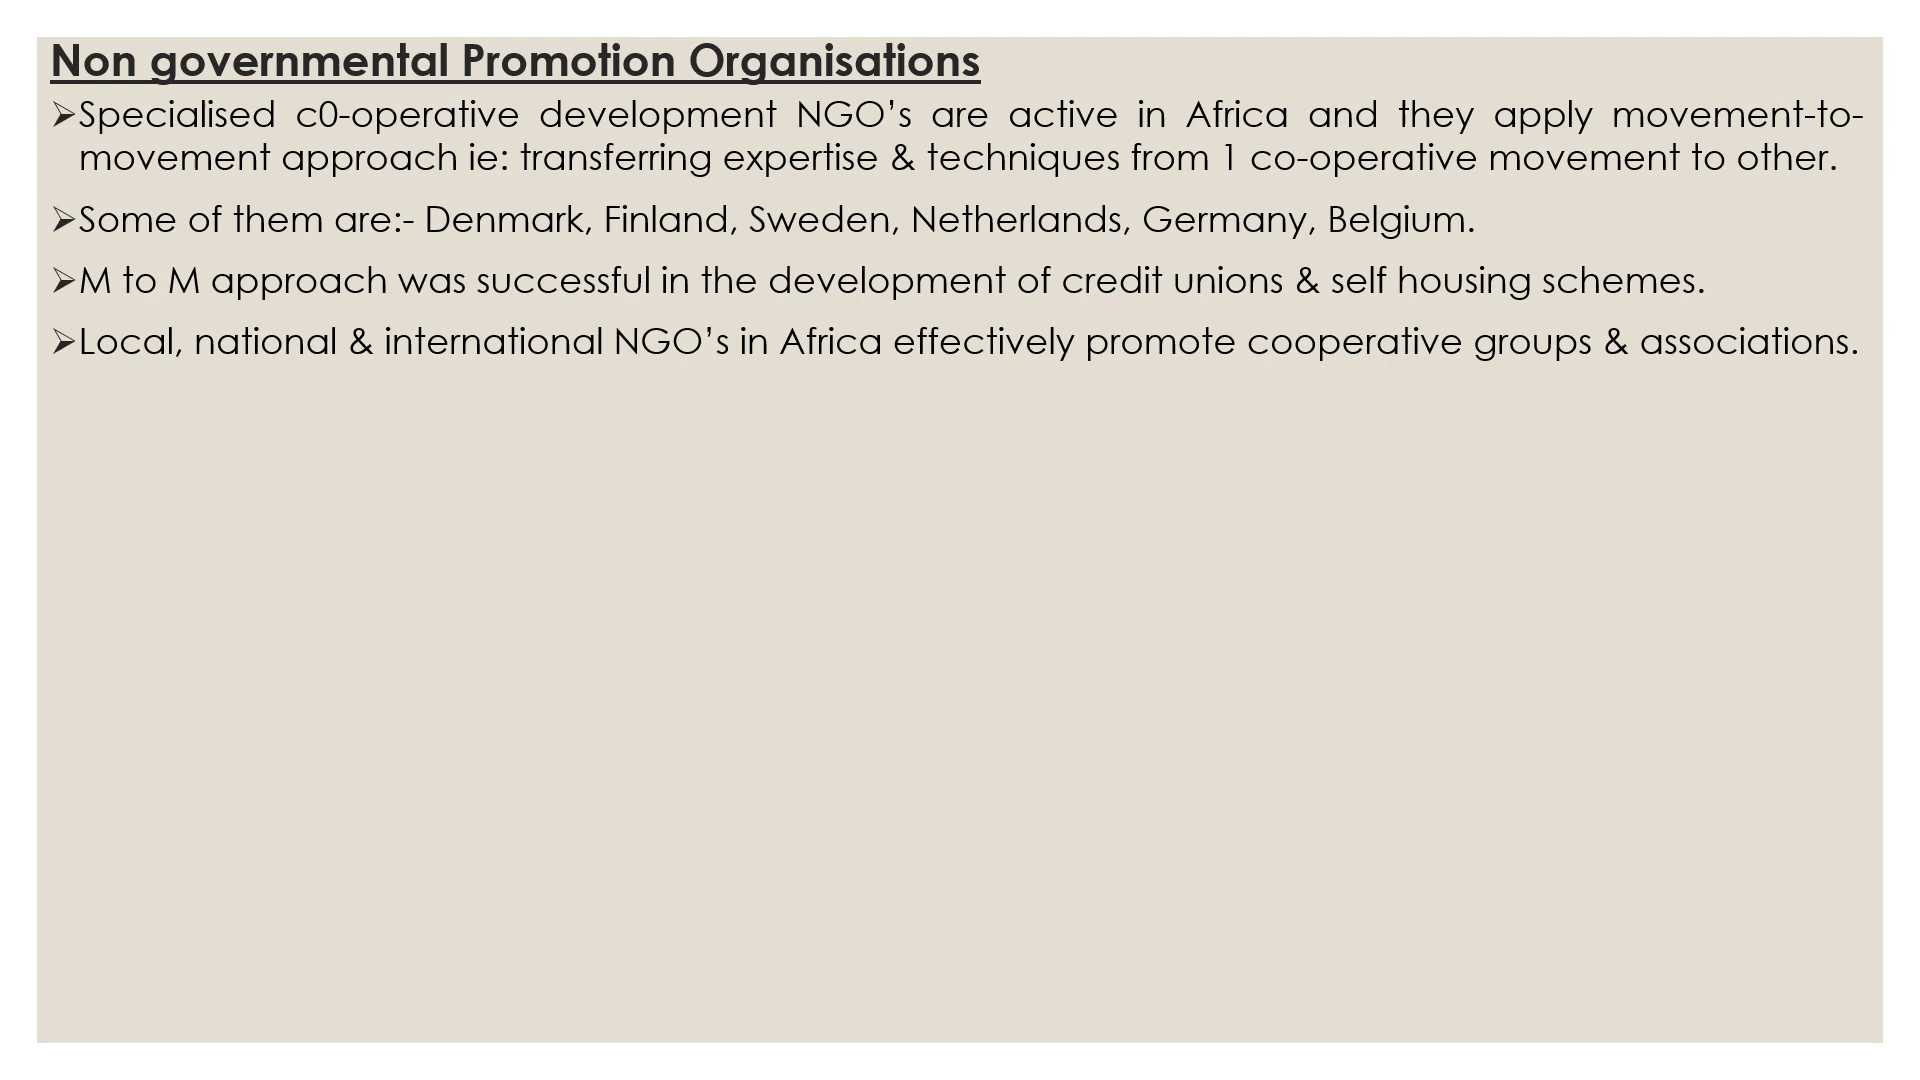 Non governmental Promotion Organisations
➢Specialised c0-operative development NGO’s are active in Africa and they apply movement-to-
movement approach ie: transferring expertise & techniques from 1 co-operative movement to other.
➢Some of them are:- Denmark, Finland, Sweden, Netherlands, Germany, Belgium.
➢M to M approach was successful in the development of credit unions & self housing schemes.
➢Local, national & international NGO’s in Africa effectively promote cooperative groups & associations.